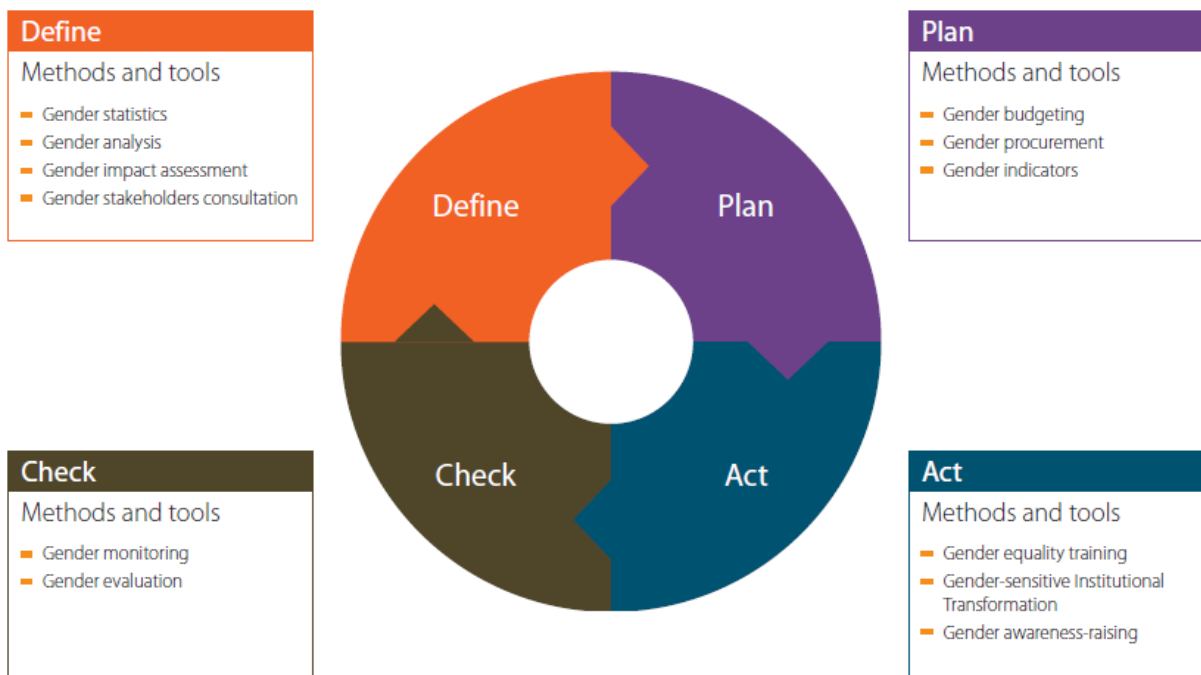 Define
Methods and tools
Gender statistics
Gender analysis
Gender impact assessment
Gender stakeholders consultation
Plan
Methods and tools
Gender budgeting
Gender procurement
Gender indicators
Define
Plan
Check
Act
Check
Methods and tools
Gender monitoring
Gender evaluation
Act
Methods and tools
Gender equality training
Gender-sensitive Institutional
Transformation
Gender awareness-raising